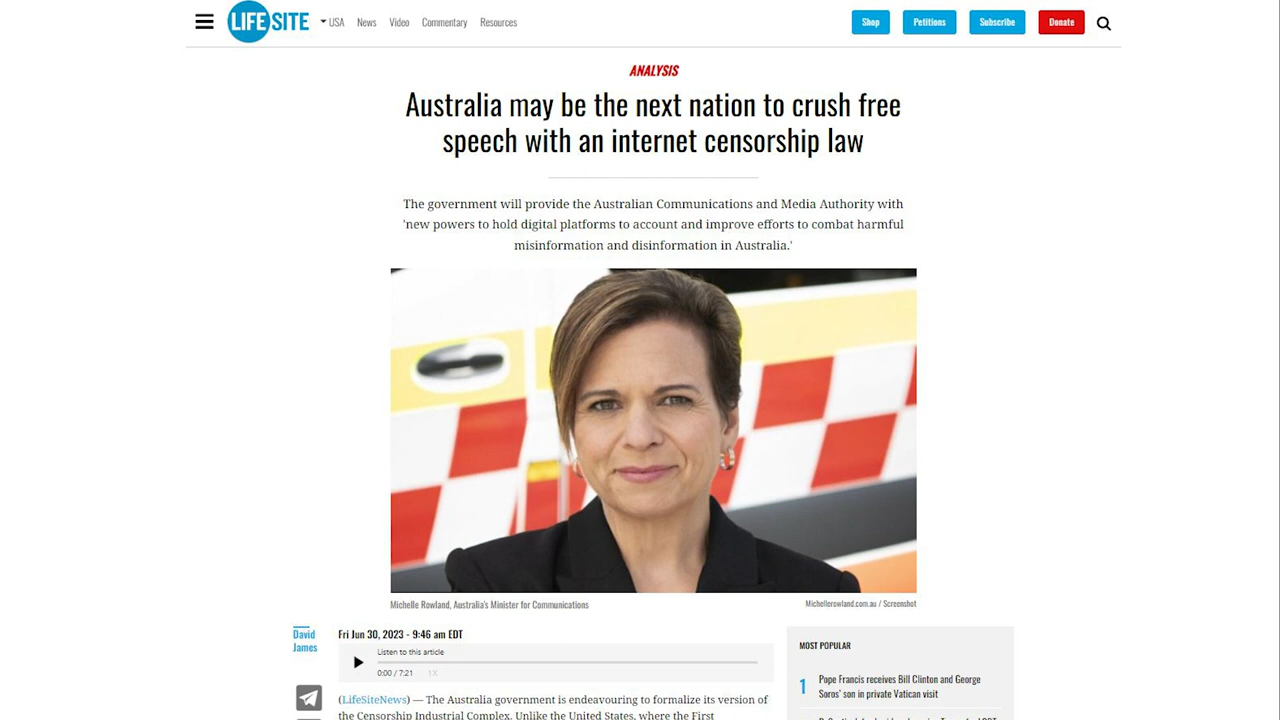 LIFE SITE
USA News Video Commentary Resources
Shop Petitions Subscribe Donate
ANALYSIS
Australia may be the next nation to crush free
speech with an internet censorship law
The government will provide the Australian Communications and Media Authority with
'new powers to hold digital platforms to account and improve efforts to combat harmful
misinformation and disinformation in Australia.'
Michelle Rowland, Australia's Minister for Communications
Michellerowland.com.au / Screenshot
David
James
Fri Jun 30, 2023 - 9:46 am EDT
Listen to this article
0:00 / 7:21 1X
(LifeSiteNews) — The Australia government is endeavouring to formalize its version of
the Censorship Industrial Complex. Unlike the United States, where the First
MOST POPULAR
1 Pope Francis receives Bill Clinton and George
Soros' son in private Vatican visit